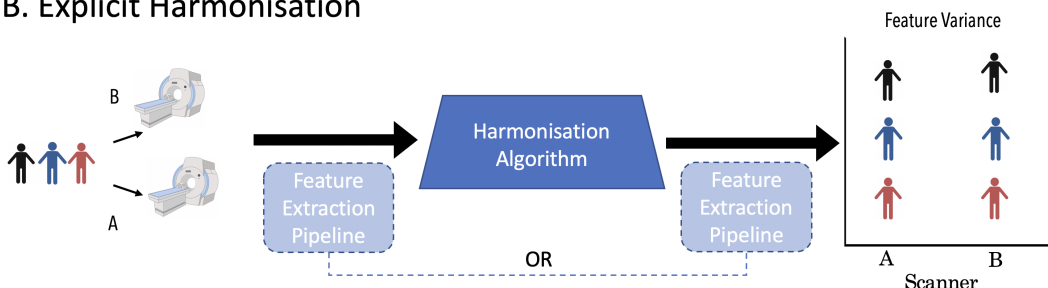 B. Explicit Harmonisation
Feature Variance
B
A
Harmonisation
Algorithm
Feature
Extraction
Pipeline
Feature
Extraction
Pipeline
OR
A
B
Scanner